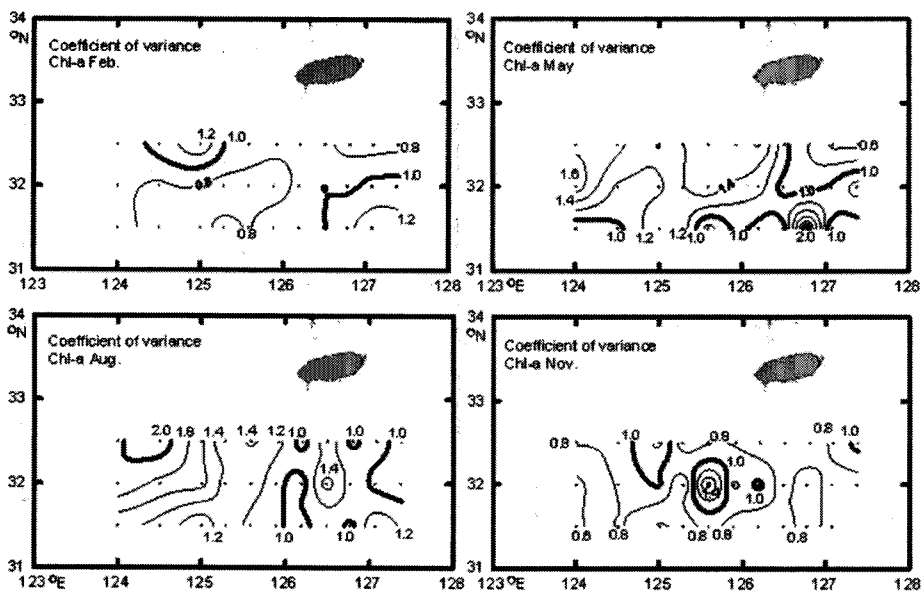 34
°N
33
32
31
Coefficient of variance
Chl-a Feb.
1.2 1.0
0.8
1.0
1.2
0.8
123 124 125 126 127 128
34
°N
33
32
31
Coefficient of variance
Chl-a May
0.6
1.6
1.4
1.0
1.0
1.4
1.0 1.2 1.2 1.0 1.0 2.0 1.0
123 °E 124 125 126 127 128
34
°N
33
32
31
Coefficient of variance
Chl-a Aug.
2.0 1.8 1.4 1.4 1.2 1.0 1.0 1.0
1.4
1.2 1.0 1.0 1.2
123 °E 124 125 126 127 128
34
°N
33
32
31
Coefficient of variance
Chl-a Nov.
0.8 1.0 0.8 0.8 1.0
1.0
1.0
0.6 0.8 0.8 0.8 0.8
123 °E 124 125 126 127 128